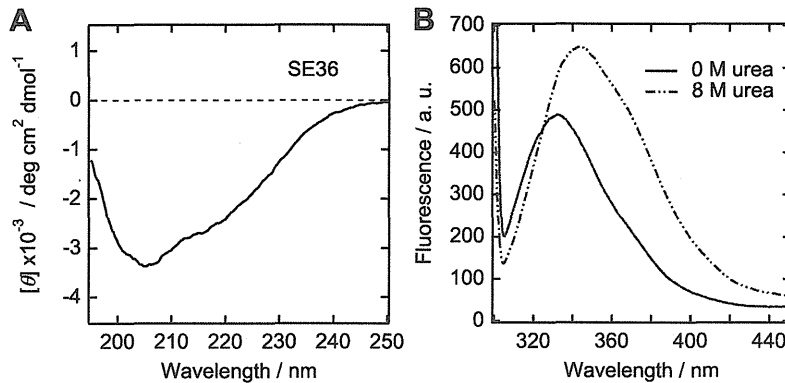 A
SE36
1
0
-1
-2
-3
-4
[θ] x10⁻³ / deg cm² dmol⁻¹
200 210 220 230 240 250
Wavelength / nm
B
700
600
500
400
300
200
100
0
Fluorescence / a. u.
0 M urea
8 M urea
320 360 400 440
Wavelength / nm